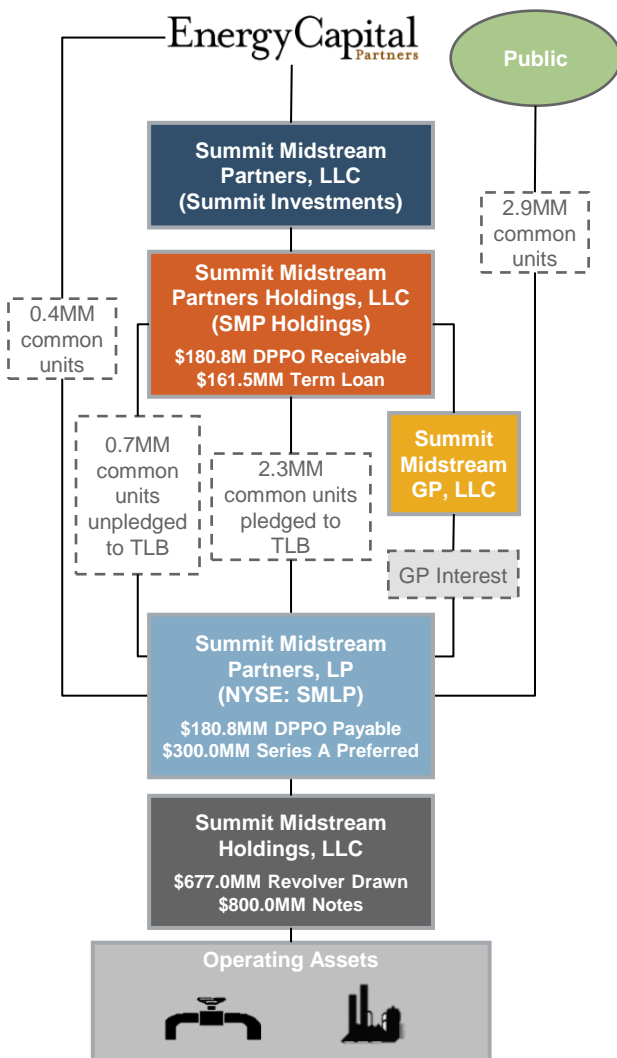 EnergyCapital
Partners
Public
Summit Midstream
Partners, LLC
(Summit Investments)
2.9MM
common
units
Summit Midstream
Partners Holdings, LLC
(SMP Holdings)
$180.8M DPPO Receivable
$161.5MM Term Loan
0.4MM
common
units
0.7MM
common
units
unpledged
to TLB
2.3MM
common units
pledged to
TLB
Summit
Midstream
GP, LLC
GP Interest
Summit Midstream
Partners, LP
(NYSE: SMLP)
$180.8MM DPPO Payable
$300.0MM Series A Preferred
Summit Midstream
Holdings, LLC
$677.0MM Revolver Drawn
$800.0MM Notes
Operating Assets